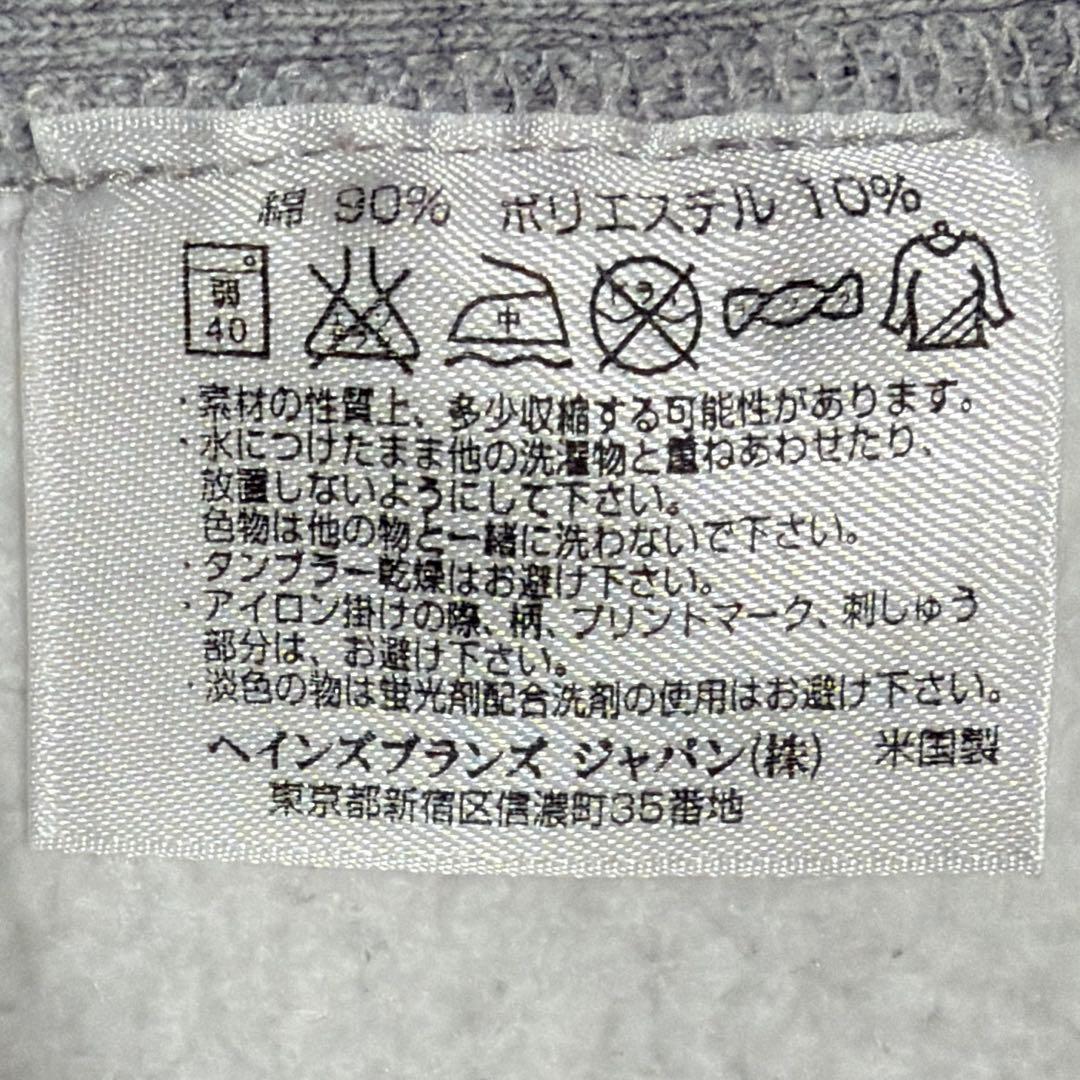 綿 90% ポリエステル 10%
弱
40
中
・素材の性質上、多少収縮する可能性があります。
・水につけたまま他の洗濯物と重ねあわせたり、
放置しないようにして下さい。
色物は他の物と一緒に洗わないで下さい。
・タンブラー乾燥はお避け下さい。
・アイロン掛けの際、柄、プリントマーク、刺しゅう
部分は、お避け下さい。
・淡色の物は蛍光剤配合洗剤の使用はお避け下さい。
ヘインズブランズ ジャパン(株) 米国製
東京都新宿区信濃町35番地